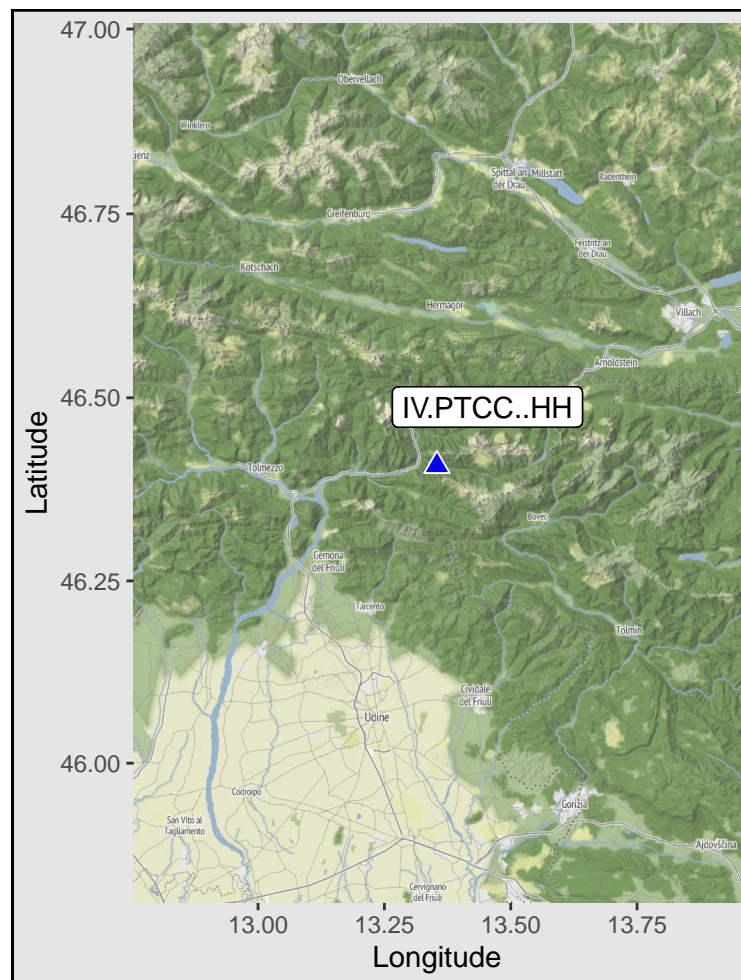 47.00
46.75
46.50
46.25
46.00
Latitude
Obervellach
Winklern
ienz
Spittal an
der Drau
Millstatt
Radenthein
Greifenburg
Feistritz an
der Drau
Kötschach
Hermagor
Villach
Arnoldstein
IV.PTCC..HH
Tolmezzo
Bovec
Gemona
del Friuli
Tarcento
Tolmin
Cividale
del Friuli
Udine
Codroipo
Gorizia
San Vito al
Tagliamento
Ajdovščina
Cervignano
del Friuli
13.00
13.25
13.50
13.75
Longitude